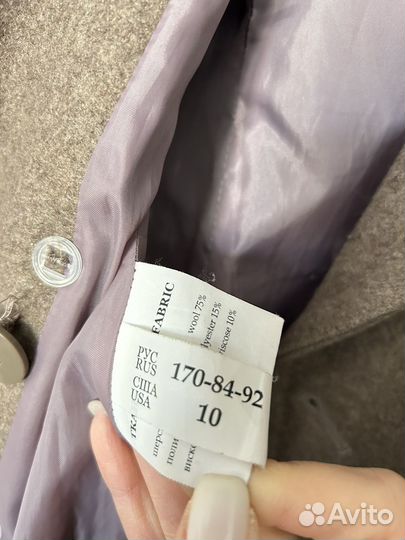 FABRIC
wool 75%
lyester 15%
viscose 10%
РУС
RUS 170-84-92
США
USA 10
ТКА
шерс
поли
виск
Avito